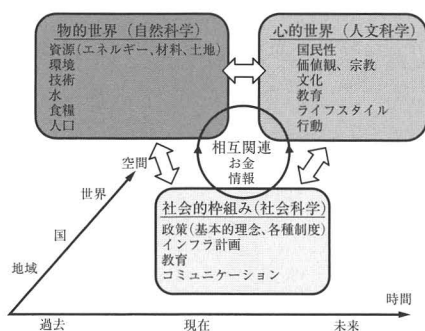 物的世界（自然科学）
資源（エネルギー、材料、土地）
環境
技術
水
食糧
人口
心的世界（人文科学）
国民性
価値観、宗教
文化
教育
ライフスタイル
行動
相互関連
お金
情報
社会的枠組み（社会科学）
政策（基本的理念、各種制度）
インフラ計画
教育
コミュニケーション
空間
世界
国
地域
時間
過去
現在
未来